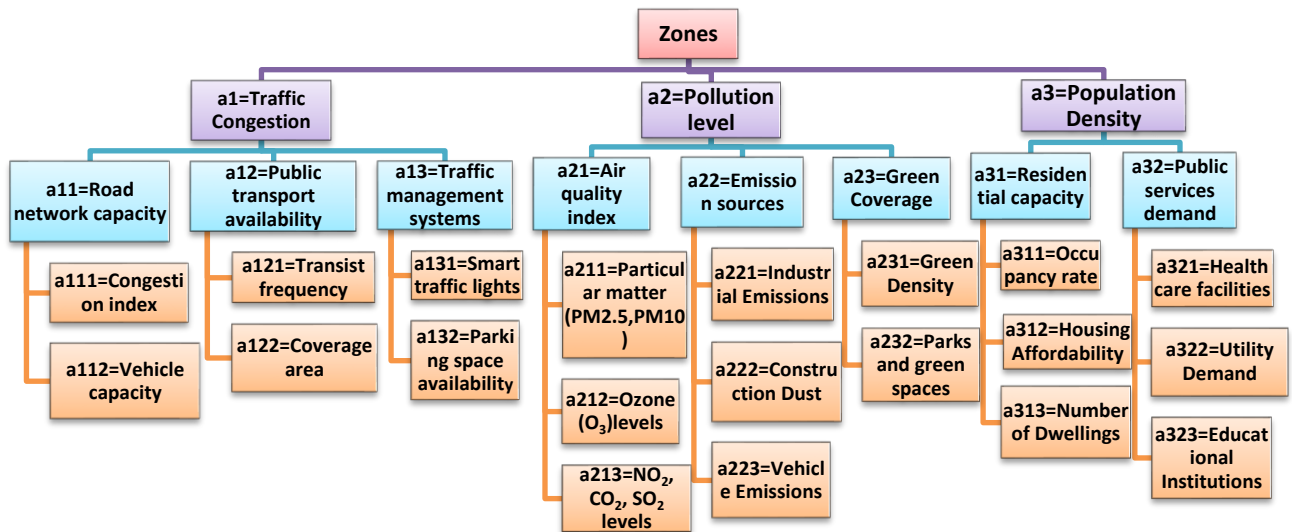 Zones
a1=Traffic
Congestion
a2=Pollution
level
a3=Population
Density
a11=Road
network capacity
a12=Public
transport
availability
a13=Traffic
management
systems
a21=Air
quality
index
a22=Emissio
n sources
a23=Green
Coverage
a31=Residen
tial capacity
a32=Public
services
demand
a111=Congesti
on index
a112=Vehicle
capacity
a121=Transist
frequency
a122=Coverage
area
a131=Smart
traffic lights
a132=Parki
ng space
availability
a211=Particul
ar matter
(PM2.5,PM10
)
a212=Ozone
(O₃)levels
a213=NO₂,
CO₂, SO₂
levels
a221=Industr
ial Emissions
a222=Constru
ction Dust
a223=Vehicl
e Emissions
a231=Green
Density
a232=Parks
and green
spaces
a311=Occu
pancy rate
a312=Housing
Affordability
a313=Number
of Dwellings
a321=Health
care facilities
a322=Utility
Demand
a323=Educat
ional
Institutions